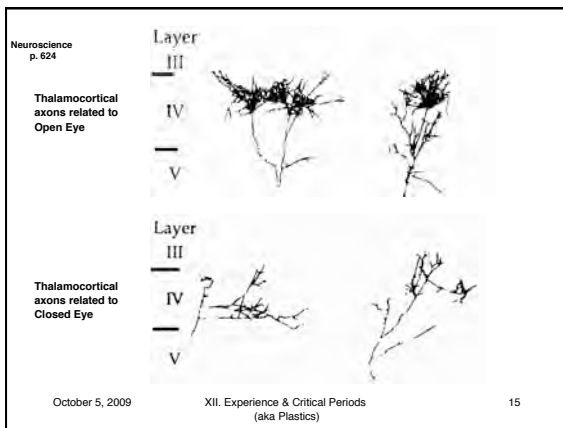 Neuroscience
p. 624
Layer
III
Thalamocortical
axons related to
Open Eye
IV
V
Layer
III
Thalamocortical
axons related to
Closed Eye
IV
V
October 5, 2009
XII. Experience & Critical Periods
(aka Plastics)
15